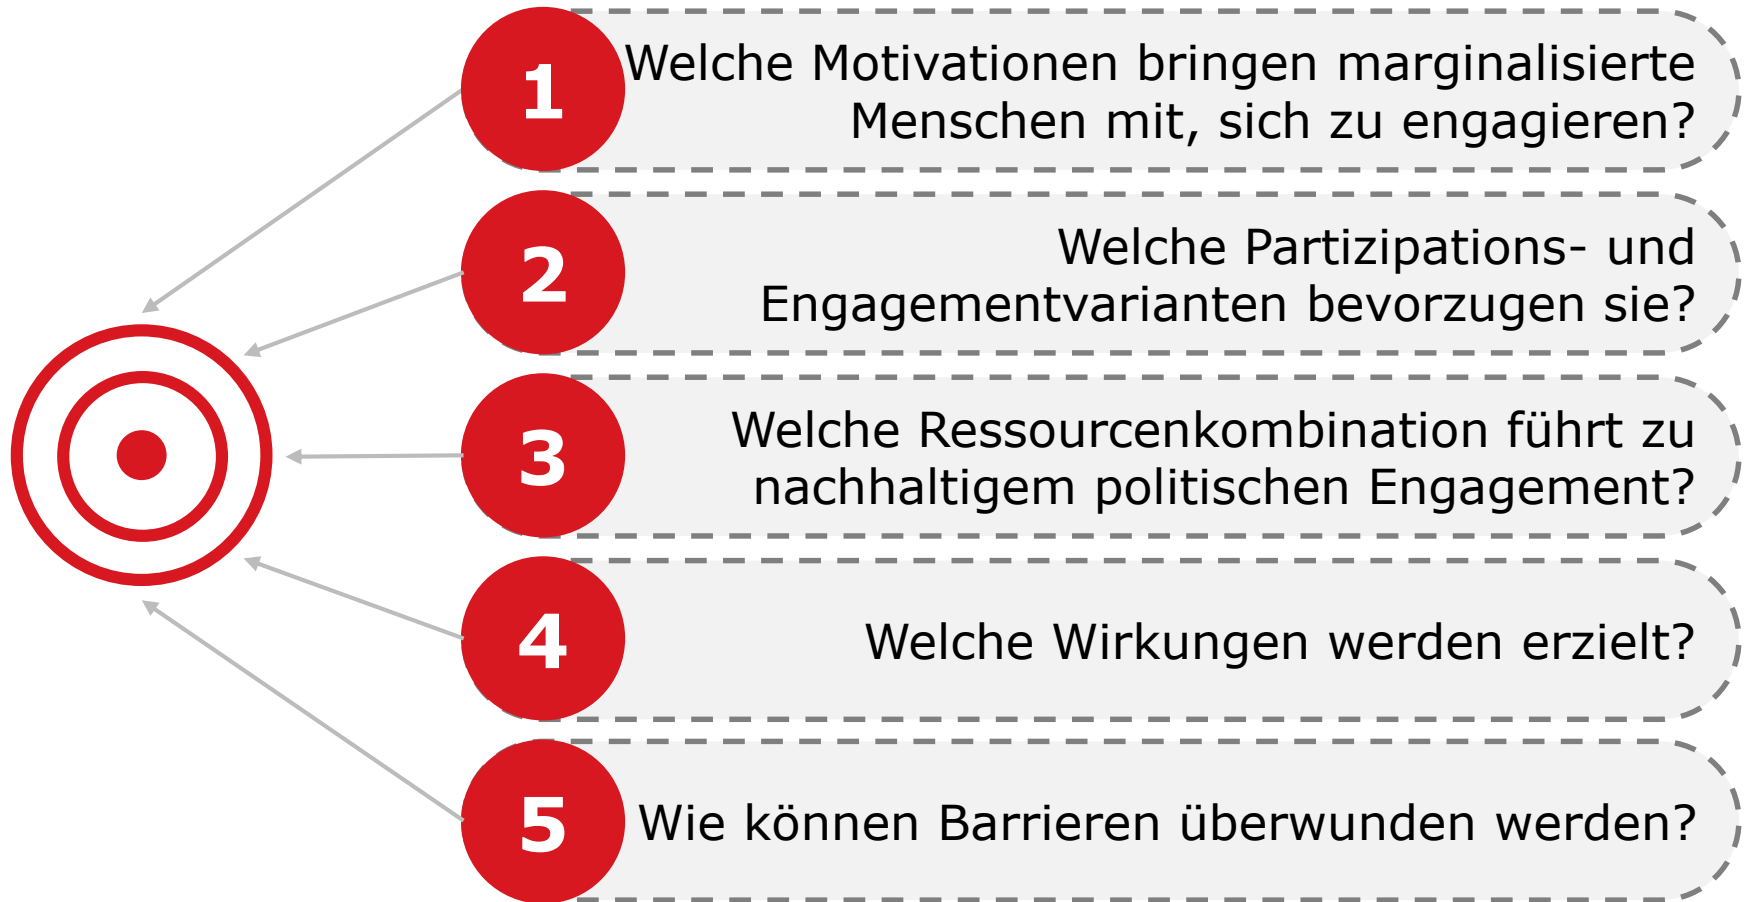 1
Welche Motivationen bringen marginalisierte
Menschen mit, sich zu engagieren?
2
Welche Partizipations- und
Engagementvarianten bevorzugen sie?
3
Welche Ressourcenkombination führt zu
nachhaltigem politischen Engagement?
4
Welche Wirkungen werden erzielt?
5
Wie können Barrieren überwunden werden?